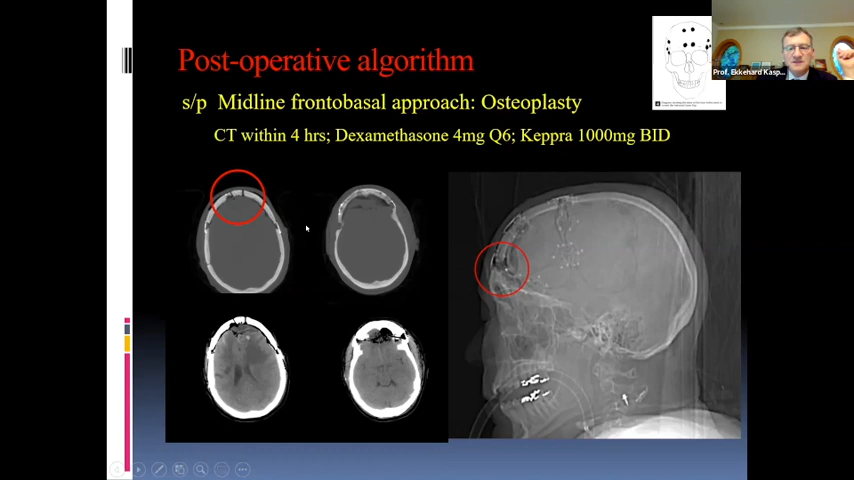 Post-operative algorithm
s/p Midline frontobasal approach: Osteoplasty
CT within 4 hrs; Dexamethasone 4mg Q6; Keppra 1000mg BID
Prof. Ekkehard Kasp...